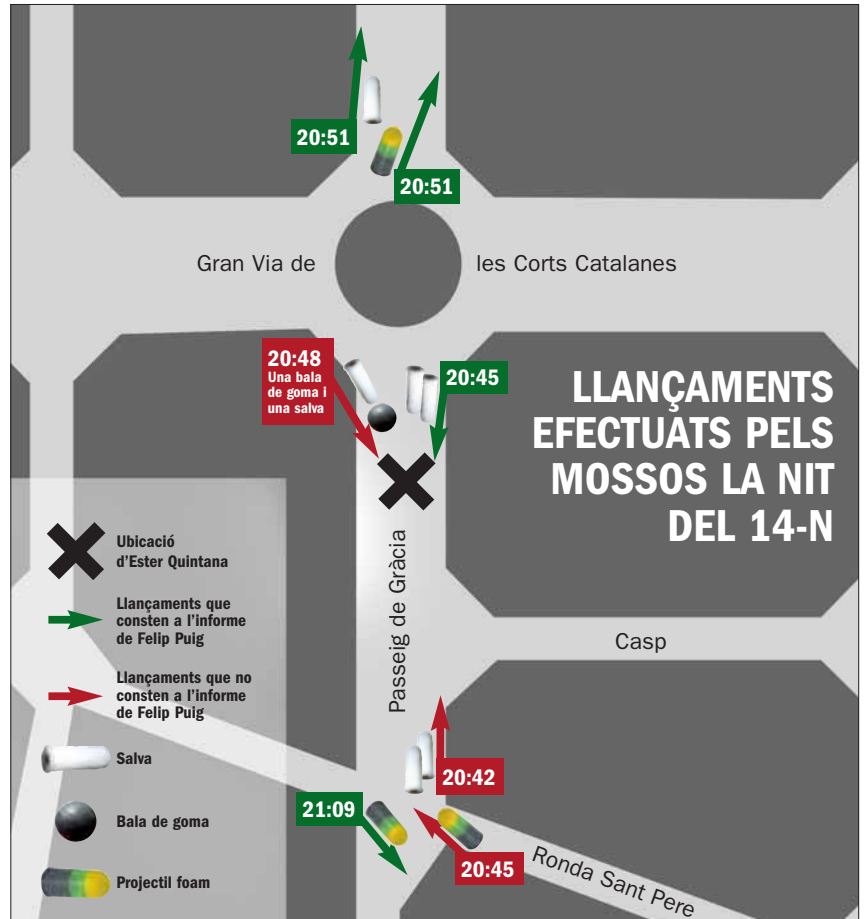 20:51
20:51
Gran Via de les Corts Catalanes
20:48
Una bala
de goma i
una salva
20:45
LLANÇAMENTS
EFECTUATS PELS
MOSSOS LA NIT
DEL 14-N
Ubicació
d'Ester Quintana
Llançaments que
consten a l'informe
de Felip Puig
Llançaments que no
consten a l'informe
de Felip Puig
Salva
Bala de goma
Projectil foam
Passeig de Gràcia
Casp
20:42
21:09
20:45
Ronda Sant Pere